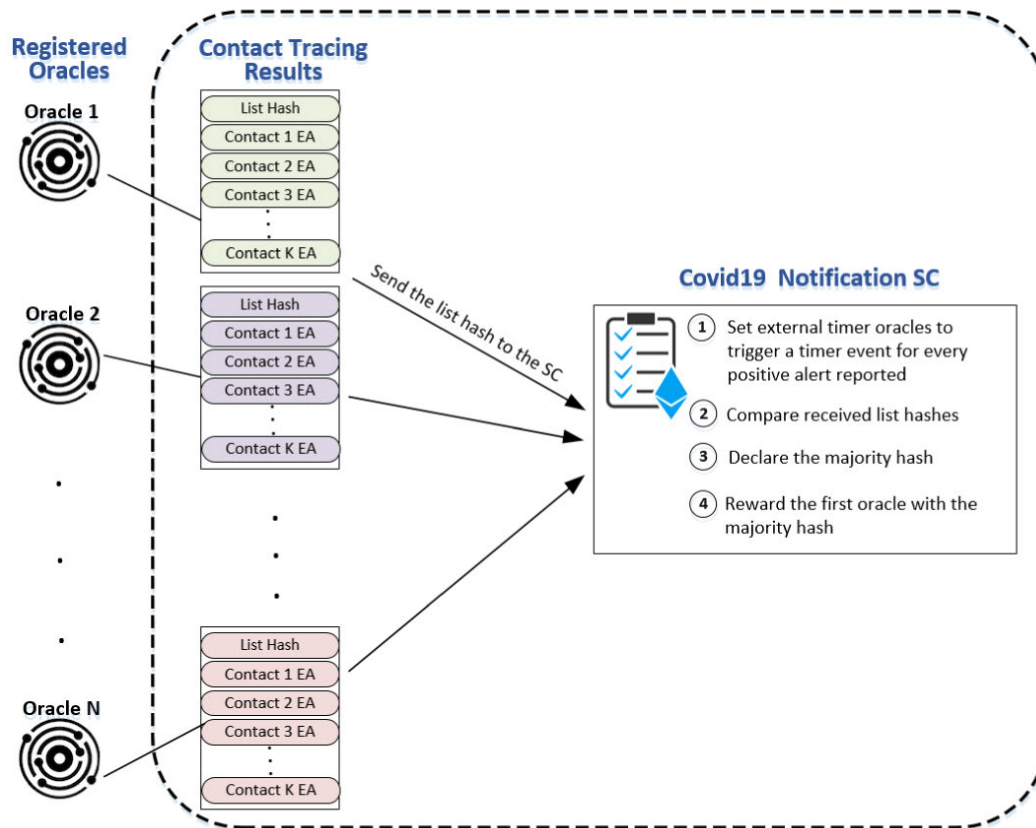 Registered
Oracles
Contact Tracing
Results
Oracle 1
List Hash
Contact 1 EA
Contact 2 EA
Contact 3 EA
Contact K EA
Oracle 2
List Hash
Contact 1 EA
Contact 2 EA
Contact 3 EA
Contact K EA
Oracle N
List Hash
Contact 1 EA
Contact 2 EA
Contact 3 EA
Contact K EA
Send the list hash to the SC
Covid19 Notification SC
1 Set external timer oracles to
trigger a timer event for every
positive alert reported
2 Compare received list hashes
3 Declare the majority hash
4 Reward the first oracle with the
majority hash